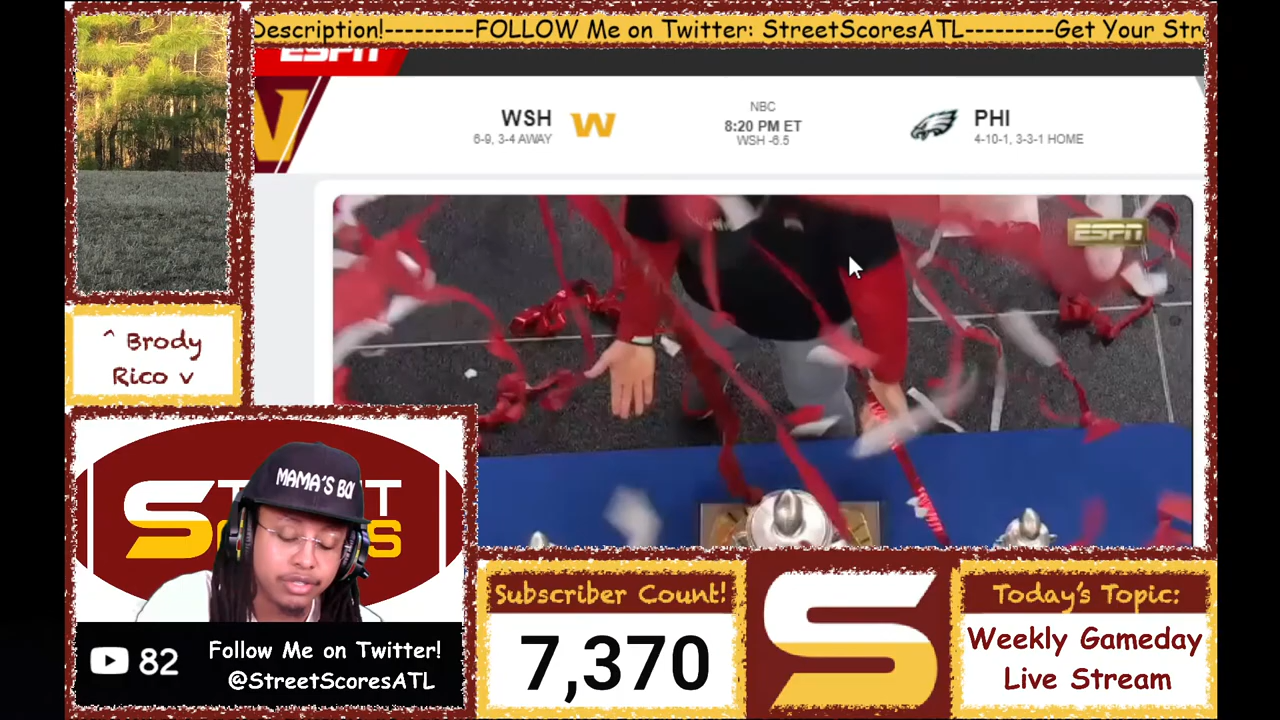 Description!---------FOLLOW Me on Twitter: StreetScoresATL---------Get Your Str
ESPN
WSH
6-9, 3-4 AWAY
W
NBC
8:20 PM ET
WSH -6.5
PHI
4-10-1, 3-3-1 HOME
ESPN
^ Brody
Rico v
MAMA'S BOY
82
Follow Me on Twitter!
@StreetScoresATL
Subscriber Count!
7,370
S
Today's Topic:
Weekly Gameday
Live Stream